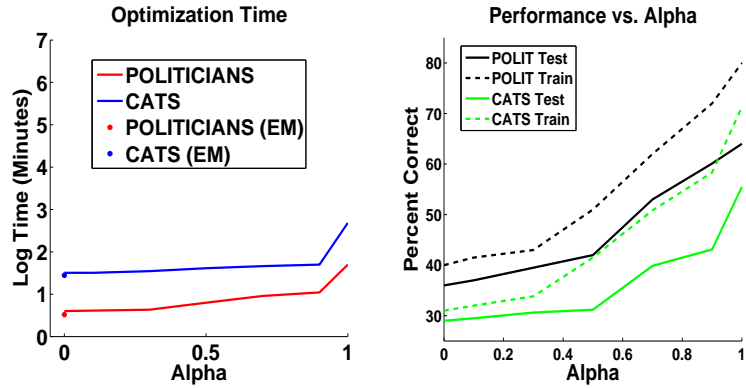 Optimization Time
Log Time (Minutes)
7
6
5
4
3
2
1
0
POLITICIANS
CATS
POLITICIANS (EM)
CATS (EM)
0
0.5
1
Alpha
Performance vs. Alpha
Percent Correct
80
70
60
50
40
30
POLIT Test
POLIT Train
CATS Test
CATS Train
0
0.2
0.4
0.6
0.8
1
Alpha